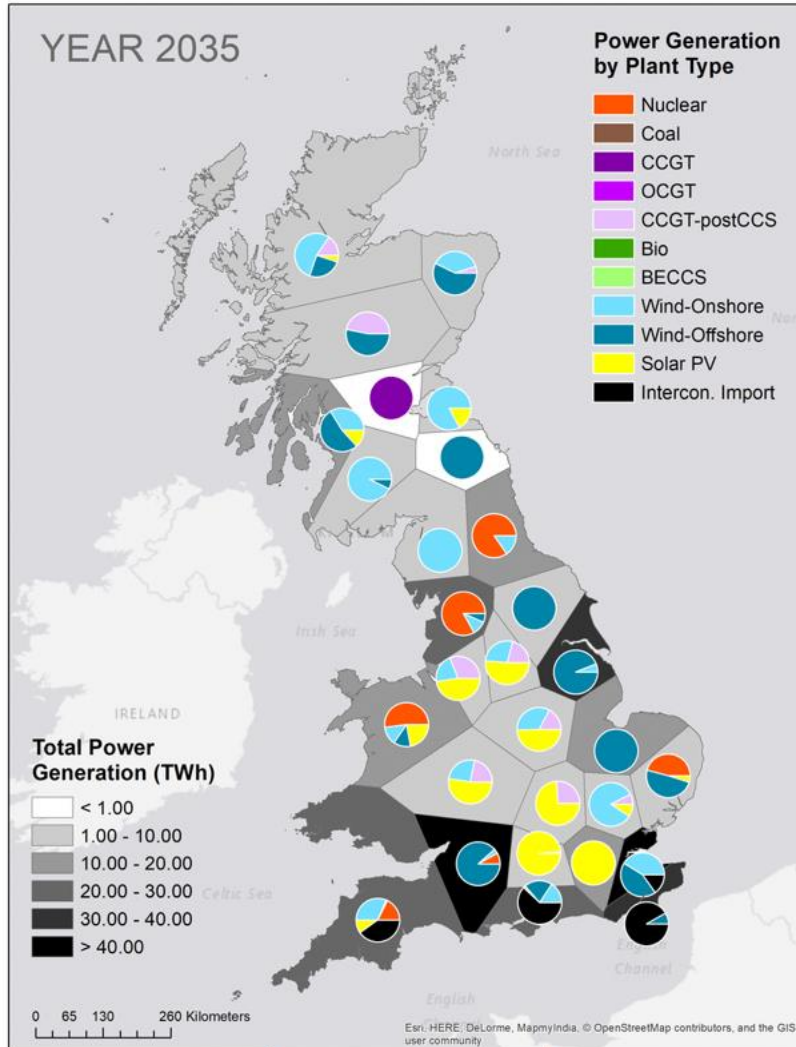 YEAR 2035
Power Generation
by Plant Type
Nuclear
Coal
CCGT
OCGT
CCGT-postCCS
Bio
BECCS
Wind-Onshore
Wind-Offshore
Solar PV
Intercon. Import
North Sea
Irish Sea
IRELAND
Total Power
Generation (TWh)
< 1.00
1.00 - 10.00
10.00 - 20.00
20.00 - 30.00
30.00 - 40.00
> 40.00
Celtic Sea
English
Channel
English
0 65 130 260 Kilometers
Esri, HERE, DeLorme, MapmyIndia, © OpenStreetMap contributors, and the GIS
user community